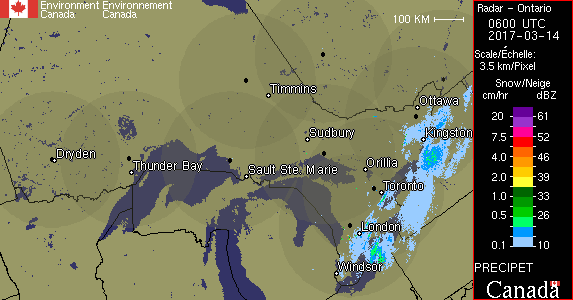 Environment Environnement
Canada Canada
Radar - Ontario
0600 UTC
2017-03-14
100 KM
Scale/Échelle:
3.5 km/Pixel
Snow/Neige
cm/hr dBZ
20 61
7.5 52
4.0 46
2.0 39
1.0 33
0.5 26
0.1 10
PRECIPET
Canada
Timmins
Ottawa
Sudbury
Kingston
Dryden
Thunder Bay
Sault Ste. Marie
Orillia
Toronto
London
Windsor